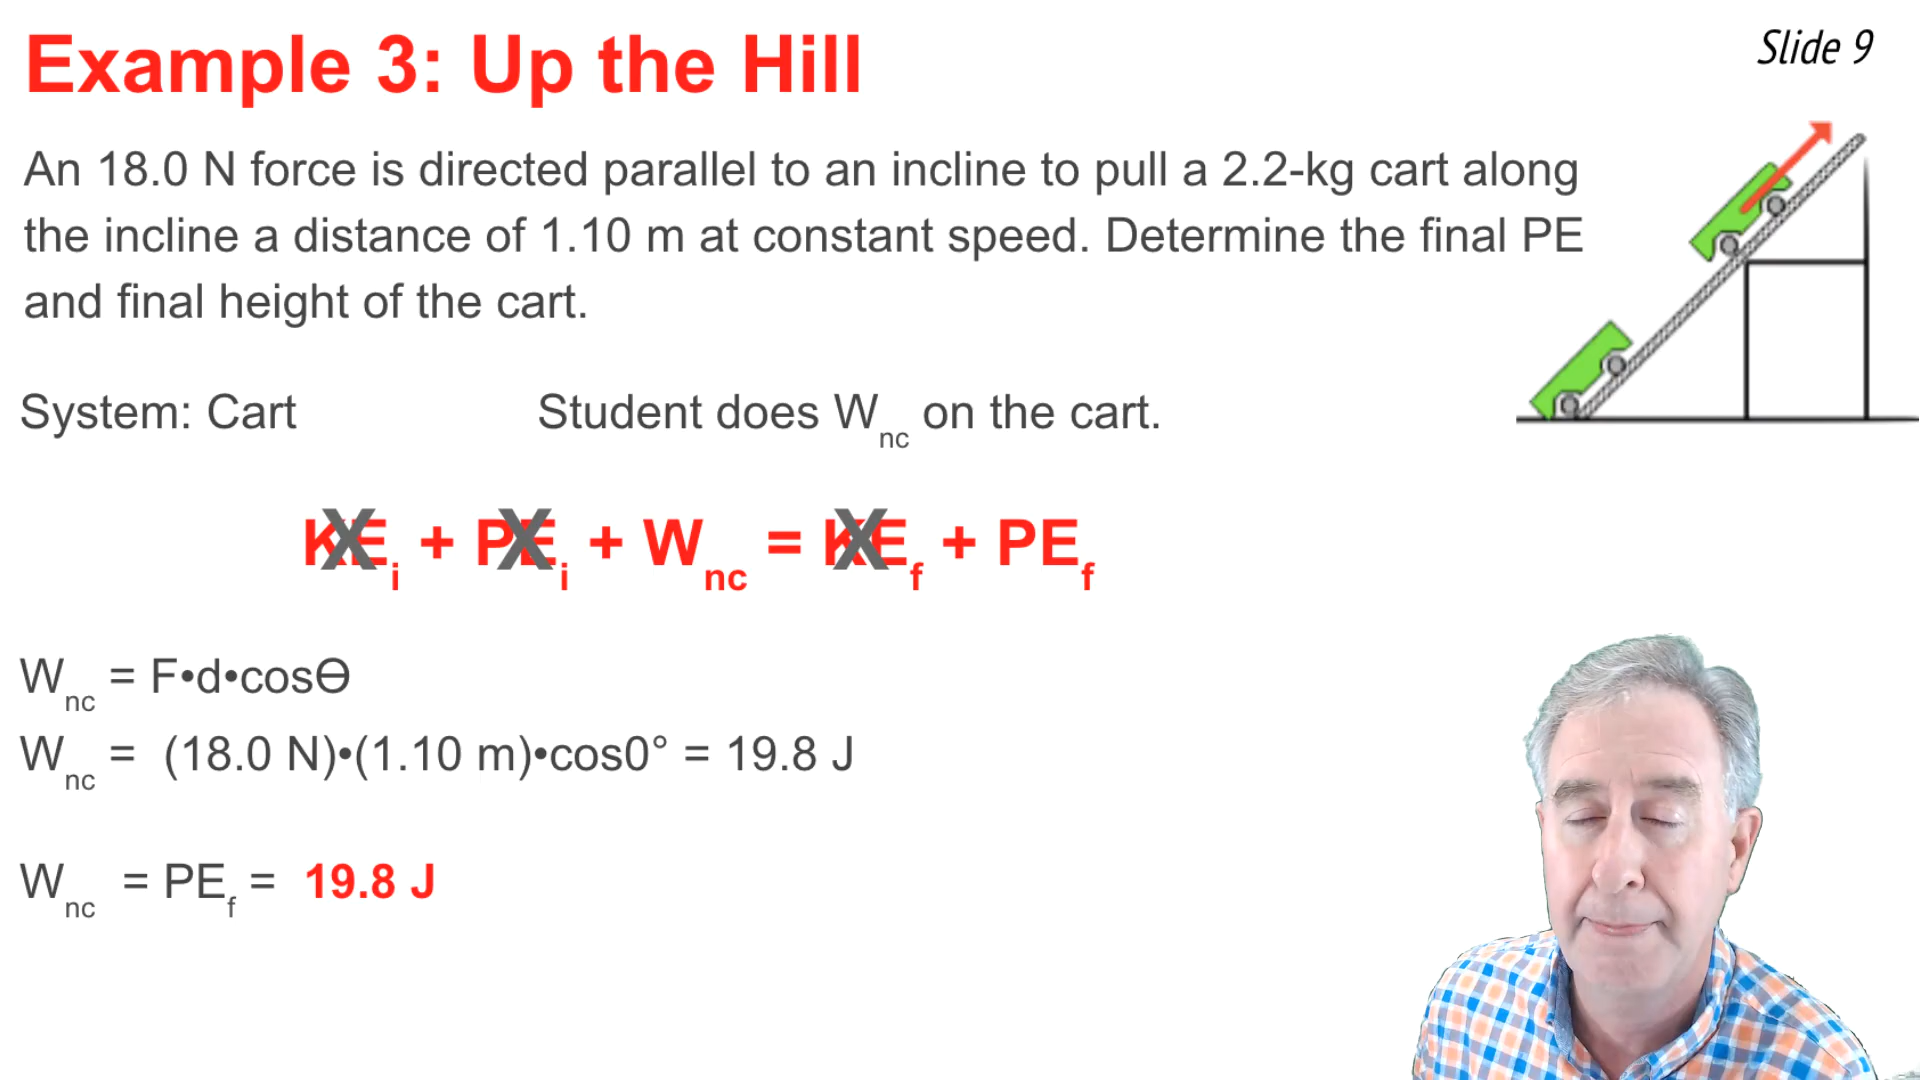 Example 3: Up the Hill
Slide 9
An 18.0 N force is directed parallel to an incline to pull a 2.2-kg cart along
the incline a distance of 1.10 m at constant speed. Determine the final PE
and final height of the cart.
System: Cart
Student does Wnc on the cart.
KEi + PEi + Wnc = KEf + PEf
Wnc = F•d•cosӨ
Wnc = (18.0 N)•(1.10 m)•cos0° = 19.8 J
Wnc = PEf = 19.8 J